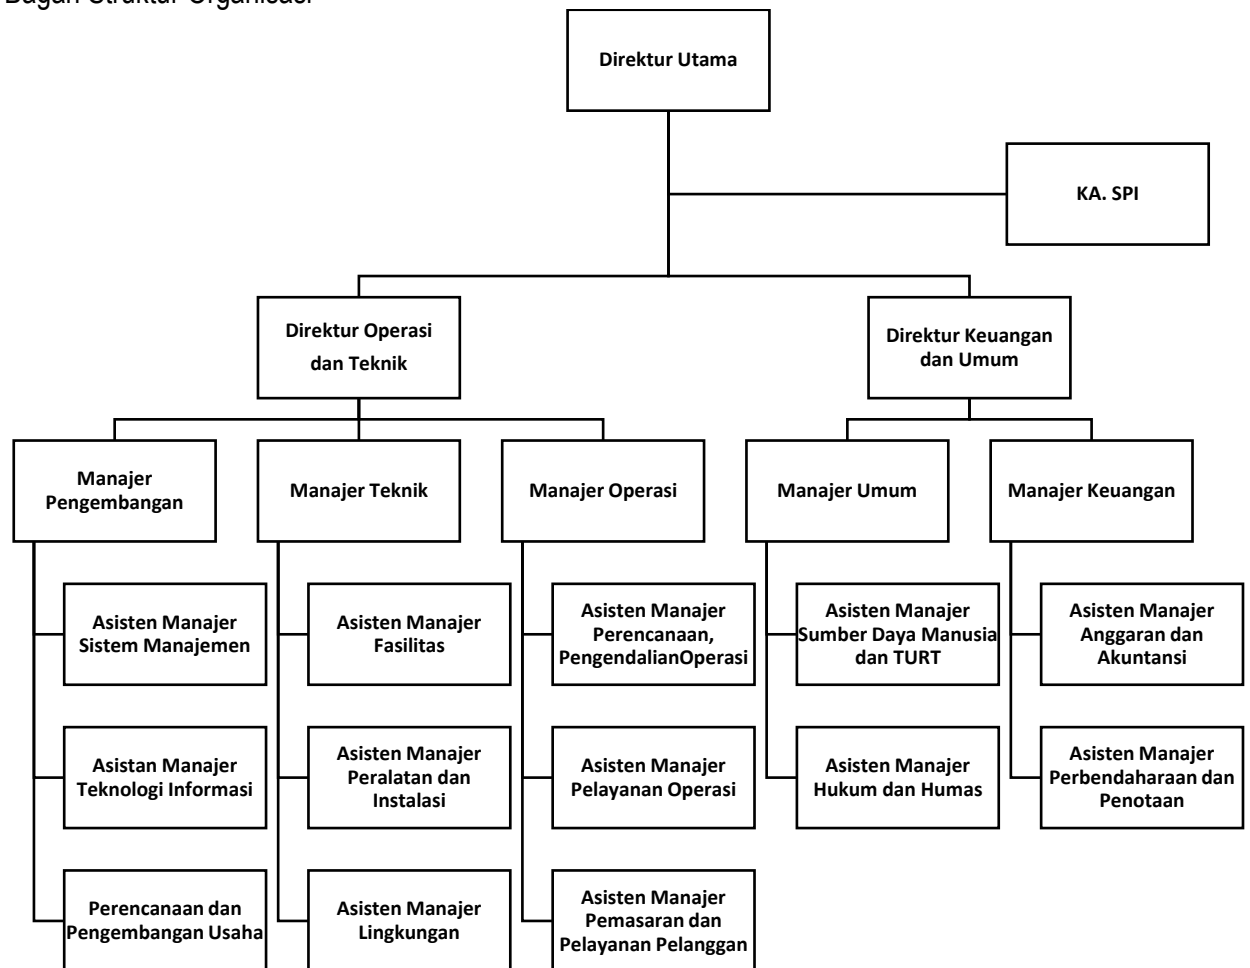 Bagan Struktur Organisasi
Direktur Utama
KA. SPI
Direktur Operasi
dan Teknik
Direktur Keuangan
dan Umum
Manajer
Pengembangan
Manajer Teknik
Manajer Operasi
Manajer Umum
Manajer Keuangan
Asisten Manajer
Sistem Manajemen
Asisten Manajer
Fasilitas
Asisten Manajer
Perencanaan,
PengendalianOperasi
Asisten Manajer
Sumber Daya Manusia
dan TURT
Asisten Manajer
Anggaran dan
Akuntansi
Asistan Manajer
Teknologi Informasi
Asisten Manajer
Peralatan dan
Instalasi
Asisten Manajer
Pelayanan Operasi
Asisten Manajer
Hukum dan Humas
Asisten Manajer
Perbendaharaan dan
Penotaan
Perencanaan dan
Pengembangan Usaha
Asisten Manajer
Lingkungan
Asisten Manajer
Pemasaran dan
Pelayanan Pelanggan